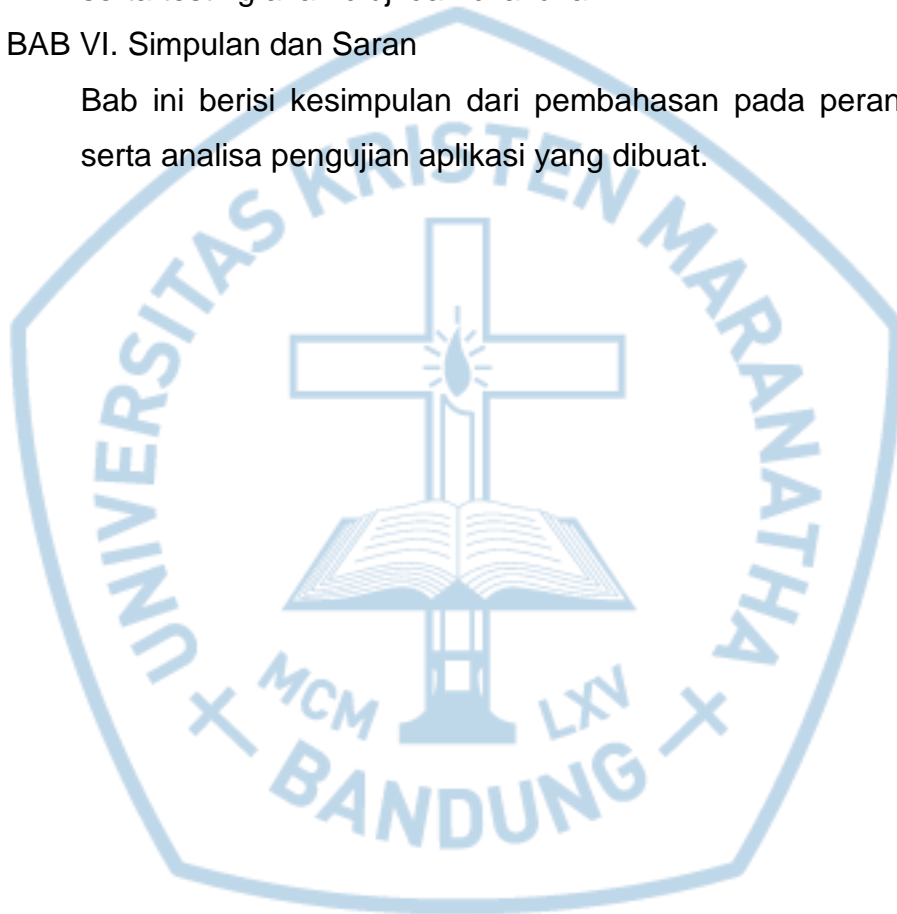 BAB VI. Simpulan dan Saran
Bab ini berisi kesimpulan dari pembahasan pada
serta analisa pengujian aplikasi yang dibuat.
UNIVERSITAS KRISTEN MARANATHA
MCM LXV
BANDUNG